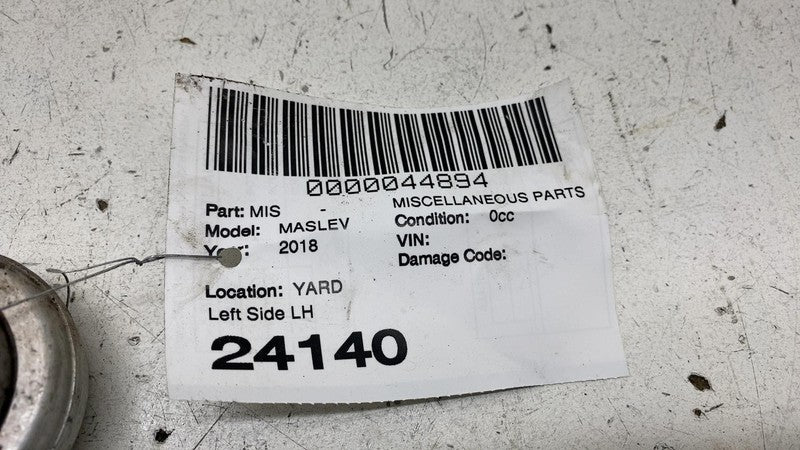 0000044894
Part: MIS - MISCELLANEOUS PARTS
Model: MASLEV Condition: 0cc
Year: 2018 VIN:
Damage Code:
Location: YARD
Left Side LH
24140